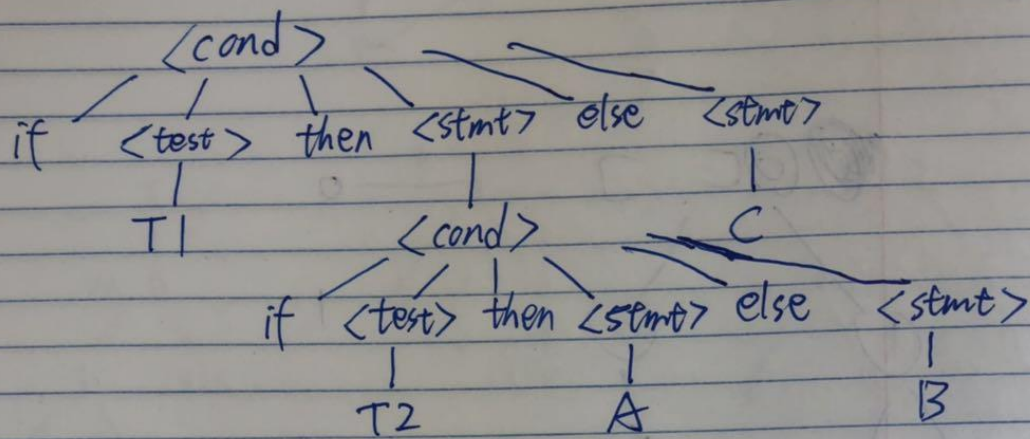 <cond>
if <test> then <stmt> else <stmt>
T1 <cond> C
if <test> then <stmt> else <stmt>
T2 A B